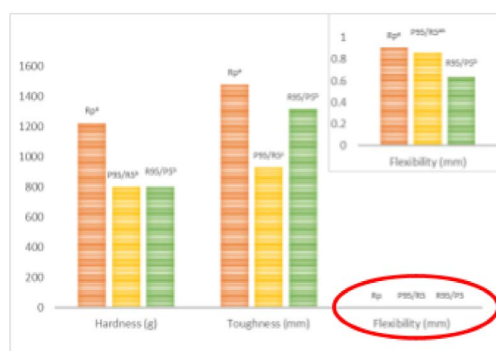 1600
1400
1200
1000
800
600
400
200
0
Rpᵃ
P95/R5ᵇ
R95/P5ᵇ
Hardness (g)
Rpᵃ
P95/R5ᶜ
R95/P5ᵇ
Toughness (mm)
Rp
P95/R5
R95/P5
Flexibility (mm)
1
0.8
0.6
0.4
0.2
0
Rpᵃ
P95/R5ᵃᵇ
R95/P5ᵇ
Flexibility (mm)